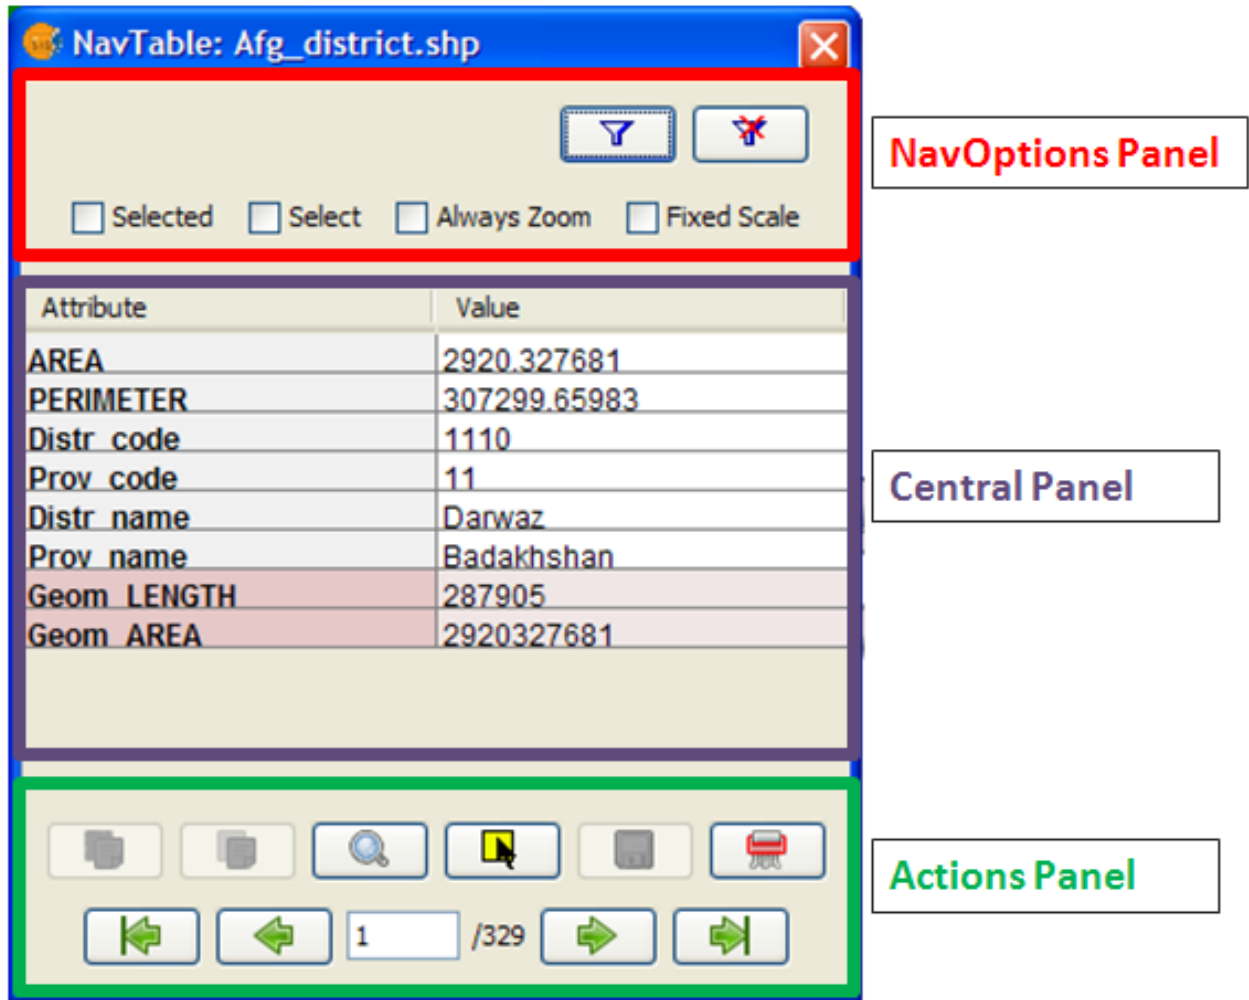 NavTable: Afg_district.shp
NavOptions Panel
Selected Select Always Zoom Fixed Scale
Attribute Value
AREA 2920.327681
PERIMETER 307299.65983
Distr_code 1110
Prov_code 11
Central Panel
Distr_name Darwaz
Prov_name Badakhshan
Geom_LENGTH 287905
Geom_AREA 2920327681
Actions Panel
1 /329